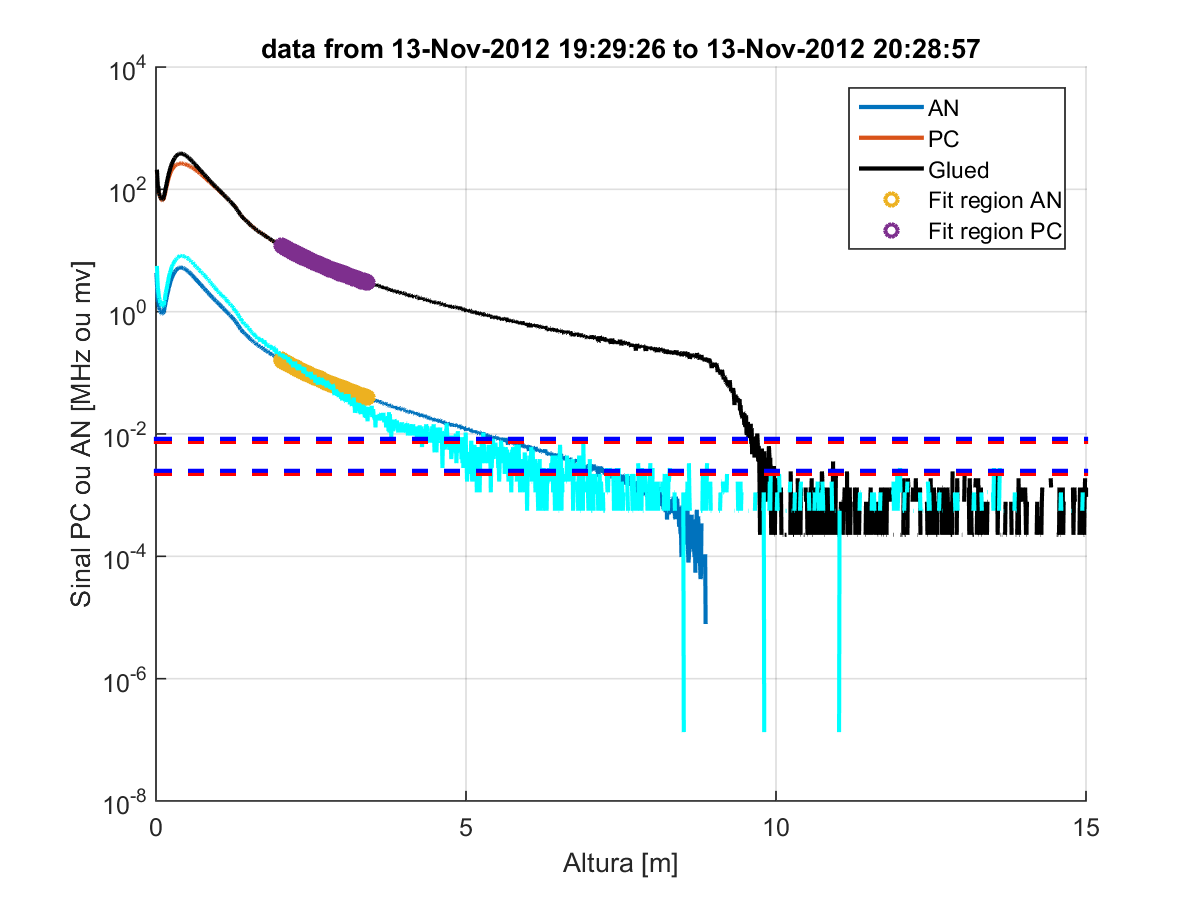 data from 13-Nov-2012 19:29:26 to 13-Nov-2012 20:28:57
10^4
10^2
10^0
10^-2
10^-4
10^-6
10^-8
Sinal PC ou AN [MHz ou mv]
AN
PC
Glued
Fit region AN
Fit region PC
0
5
10
15
Altura [m]